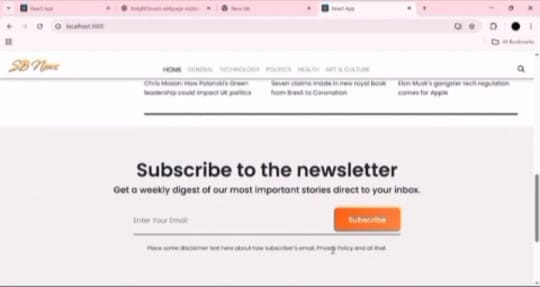 React App
New tab
React App
localhost:3000
All Bookmarks
SB News
HOME GENERAL TECHNOLOGY POLITICS HEALTH ART & CULTURE
Chris Mason: How Polanski's Green leadership could impact UK politics
Seven claims made in new royal book from Brexit to Coronation
Elon Musk's gangster tech regulation comes for Apple
Subscribe to the newsletter
Get a weekly digest of our most important stories direct to your inbox.
Enter Your Email
Subscribe
Place some disclaimer text here about how subscriber's email, Privacy Policy and all that.